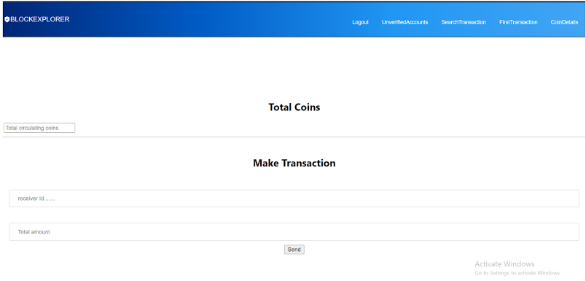 BLOCKEXPLORER
Logout UnverifiedAccounts SearchTransaction FirstTransaction CoinDetails
Total Coins
Total circulating coins
Make Transaction
receiver Id......
Total amount
Send
Activate Windows
Go to Settings to activate Windows.